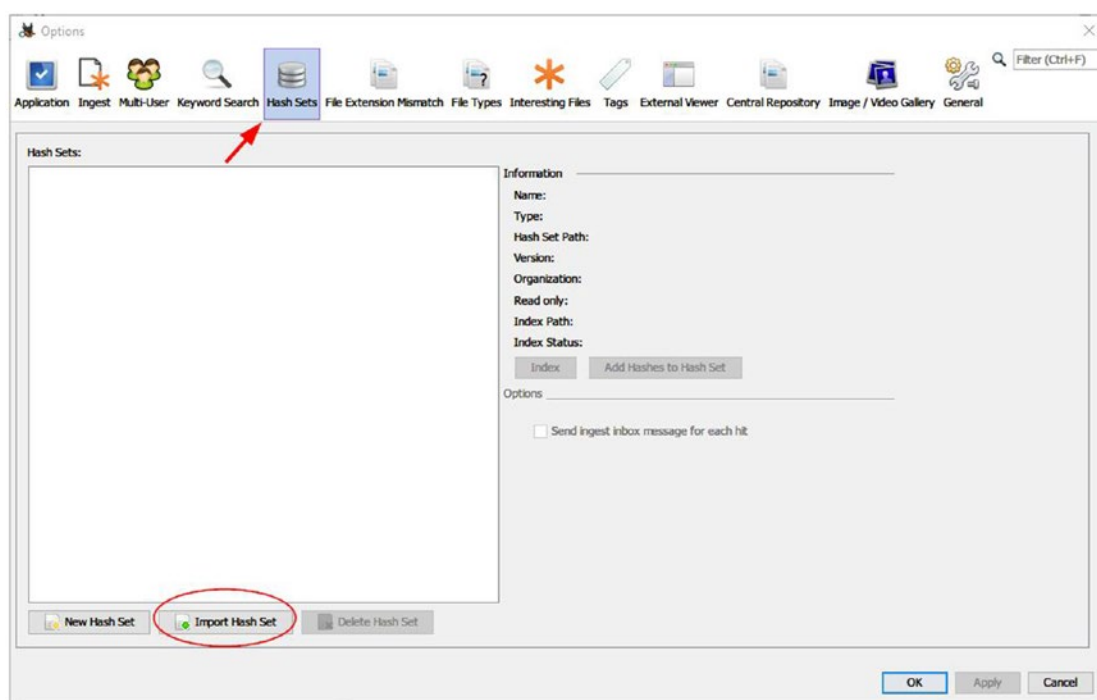 Options
Filter (Ctrl+F)
Application Ingest Multi-User Keyword Search Hash Sets File Extension Mismatch File Types Interesting Files Tags External Viewer Central Repository Image / Video Gallery General
Hash Sets:
Information
Name:
Type:
Hash Set Path:
Version:
Organization:
Read only:
Index Path:
Index Status:
Index Add Hashes to Hash Set
Options
Send ingest inbox message for each hit
New Hash Set Import Hash Set Delete Hash Set
OK Apply Cancel